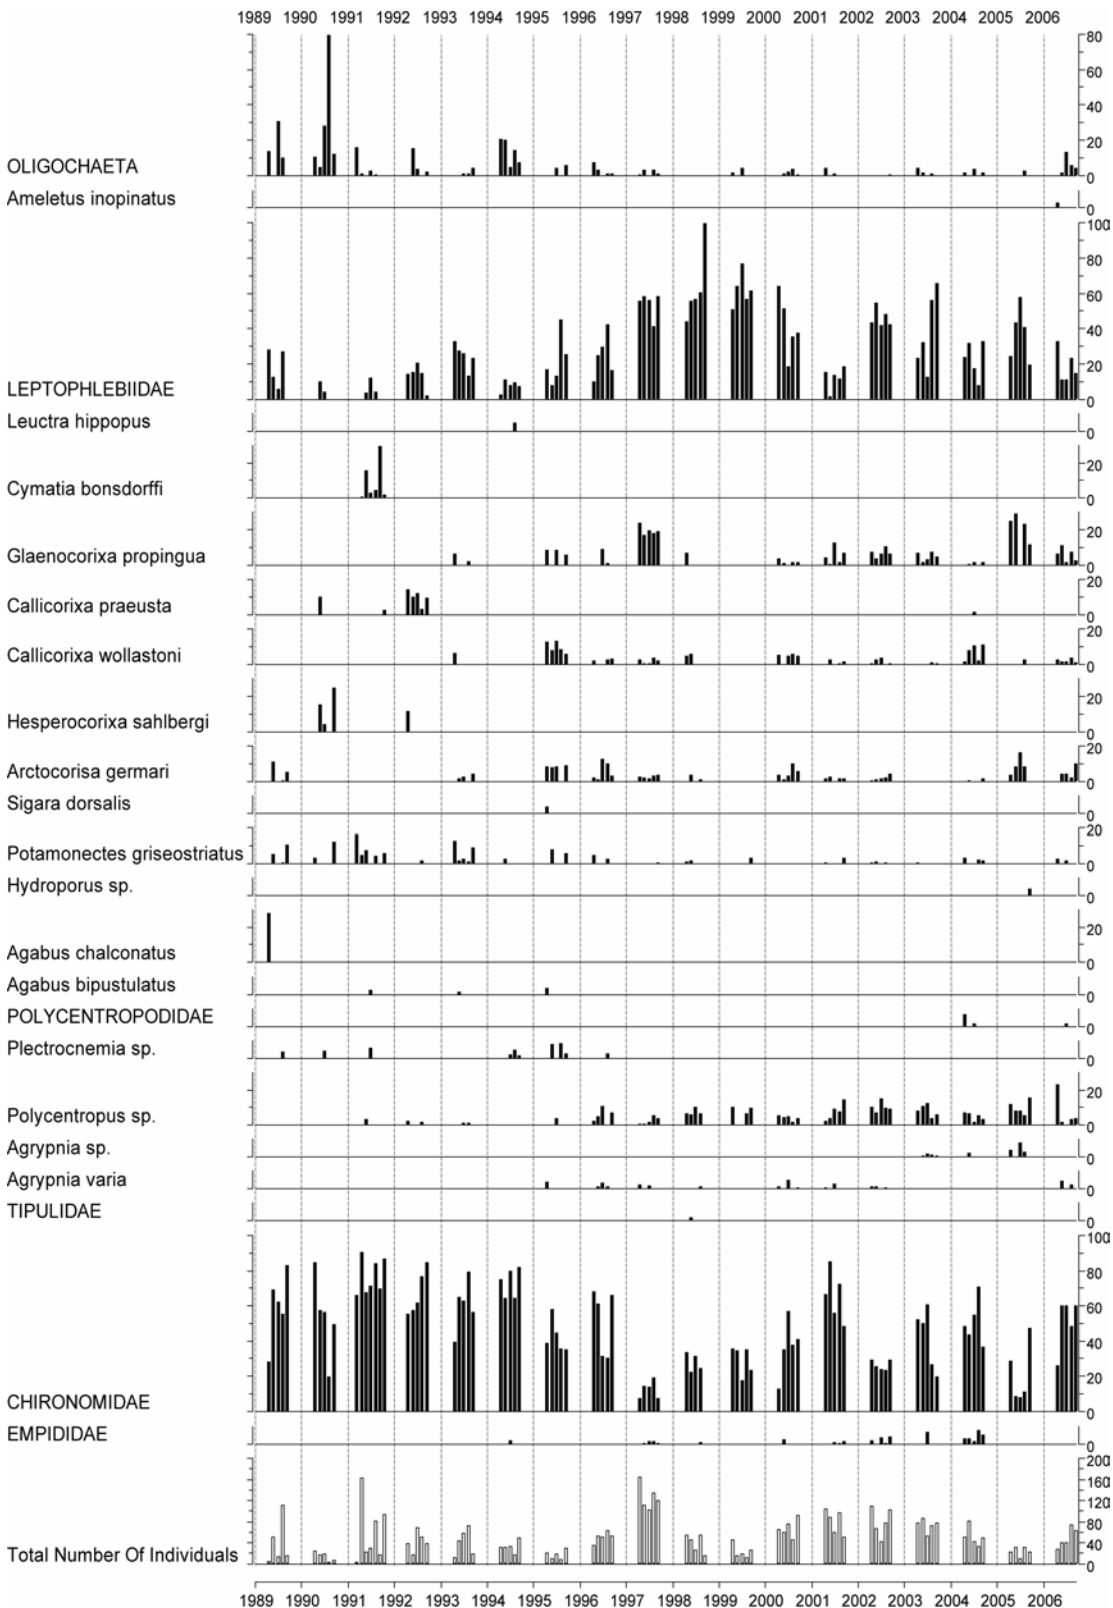 1989 1990 1991 1992 1993 1994 1995 1996 1997 1998 1999 2000 2001 2002 2003 2004 2005 2006
80
60
40
20
OLIGOCHAETA 0
Ameletus inopinatus 0
100
80
60
40
20
LEPTOPHLEBIIDAE 0
Leuctra hippopus 0
20
Cymatia bonsdorffi 0
20
Glaenocorixa propingua 0
20
Callicorixa praeusta 0
20
Callicorixa wollastoni 0
20
Hesperocorixa sahlbergi 0
20
Arctocorisa germari 0
Sigara dorsalis 0
20
Potamonectes griseostriatus 0
Hydroporus sp. 0
20
Agabus chalconatus 0
Agabus bipustulatus 0
POLYCENTROPODIDAE 0
Plectrocnemia sp. 0
20
Polycentropus sp. 0
Agrypnia sp. 0
Agrypnia varia 0
TIPULIDAE 0
100
80
60
40
20
CHIRONOMIDAE 0
EMPIDIDAE 0
200
160
120
80
40
Total Number Of Individuals 0
1989 1990 1991 1992 1993 1994 1995 1996 1997 1998 1999 2000 2001 2002 2003 2004 2005 2006